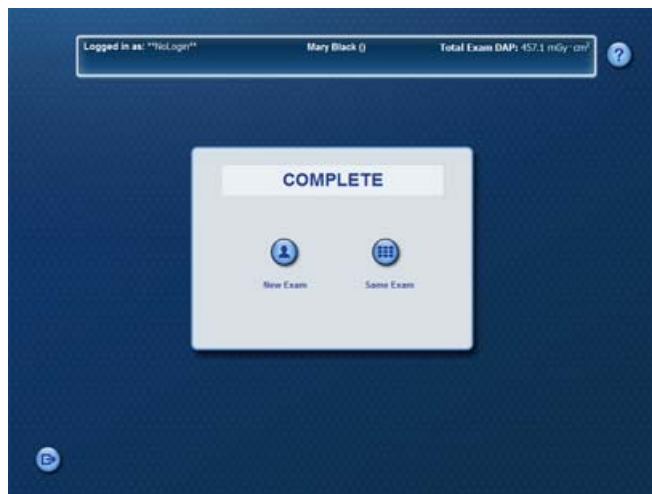 Logged in as: **NoLogin** Mary Black () Total Exam DAP: 457.1 mGy·cm²
?
COMPLETE
New Exam Same Exam